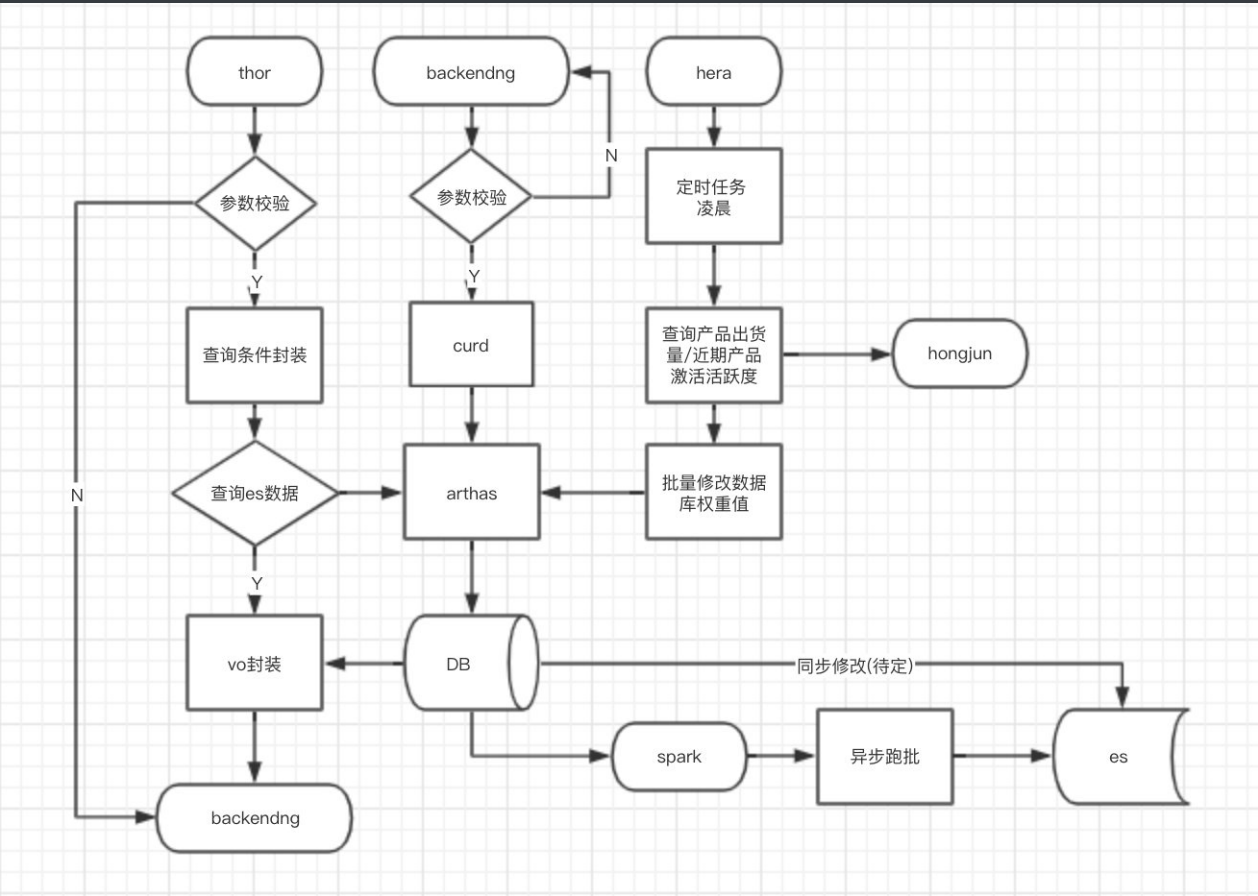 thor
backendng
hera
N
参数校验
参数校验
定时任务
凌晨
Y
Y
查询条件封装
curd
查询产品出货
量/近期产品
激活活跃度
hongjun
N
查询es数据
arthas
批量修改数据
库权重值
Y
vo封装
DB
同步修改(待定)
spark
异步跑批
es
backendng